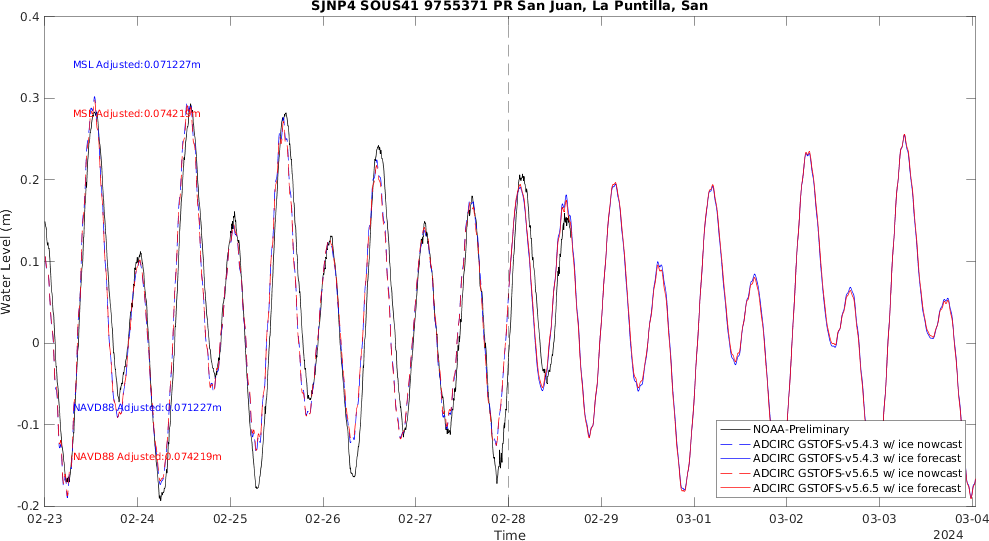 SJNP4 SOUS41 9755371 PR San Juan, La Puntilla, San
0.4
0.3
0.2
0.1
0
-0.1
-0.2
Water Level (m)
MSL Adjusted:0.071227m
MSL Adjusted:0.074219m
NAVD88 Adjusted:0.071227m
NAVD88 Adjusted:0.074219m
NOAA-Preliminary
ADCIRC GSTOFS-v5.4.3 w/ ice nowcast
ADCIRC GSTOFS-v5.4.3 w/ ice forecast
ADCIRC GSTOFS-v5.6.5 w/ ice nowcast
ADCIRC GSTOFS-v5.6.5 w/ ice forecast
02-23 02-24 02-25 02-26 02-27 02-28 02-29 03-01 03-02 03-03 03-04
Time
2024